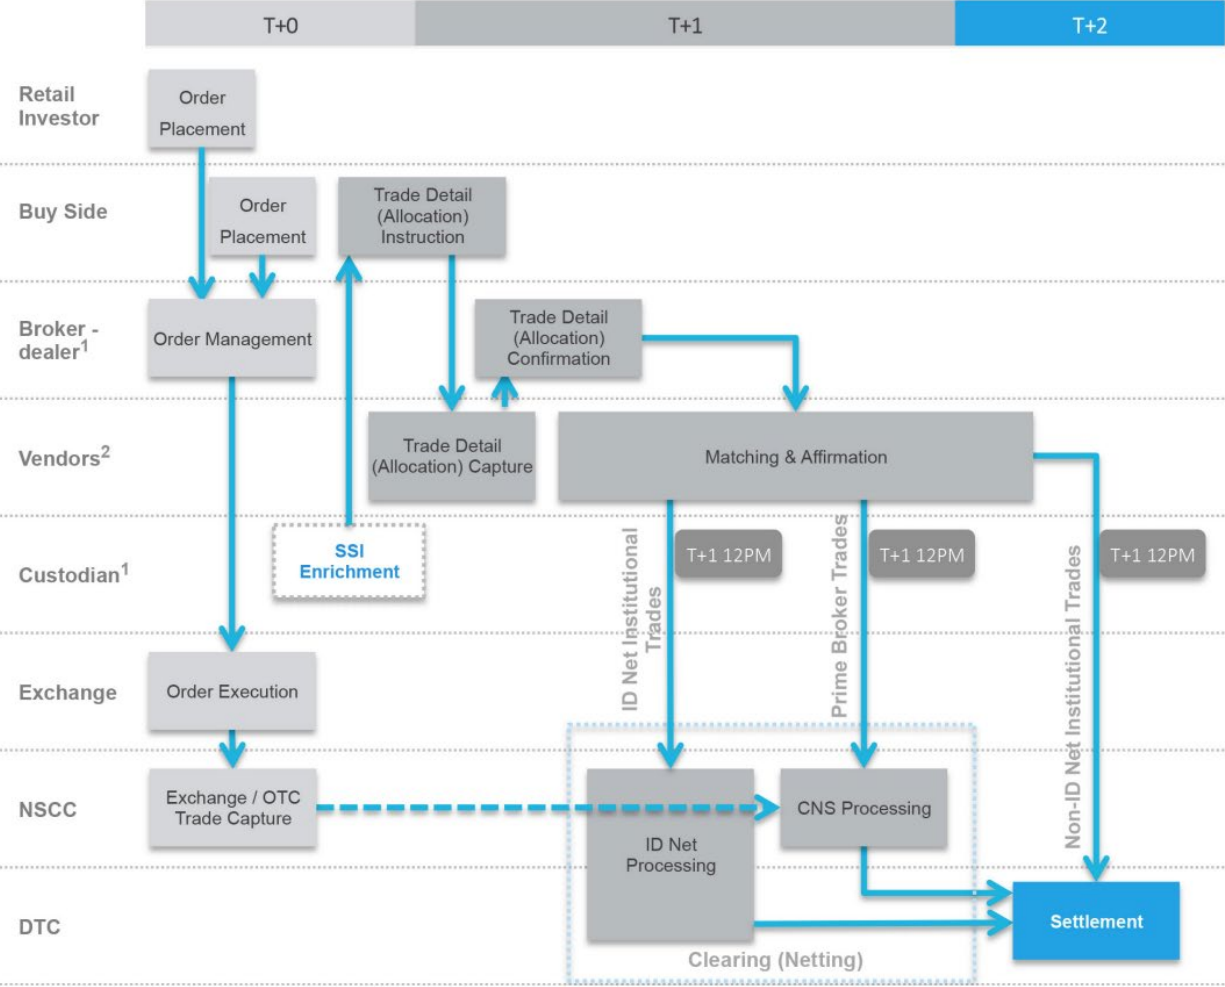 T+0
T+1
T+2
Retail
Investor
Order
Placement
Buy Side
Order
Placement
Trade Detail
(Allocation)
Instruction
Broker -
dealer1
Order Management
Trade Detail
(Allocation)
Confirmation
Vendors2
Trade Detail
(Allocation) Capture
Matching & Affirmation
Custodian1
SSI
Enrichment
ID Net Institutional
Trades
T+1 12PM
Prime Broker Trades
T+1 12PM
Non-ID Net Institutional Trades
T+1 12PM
Exchange
Order Execution
NSCC
Exchange / OTC
Trade Capture
ID Net
Processing
CNS Processing
DTC
Settlement
Clearing (Netting)